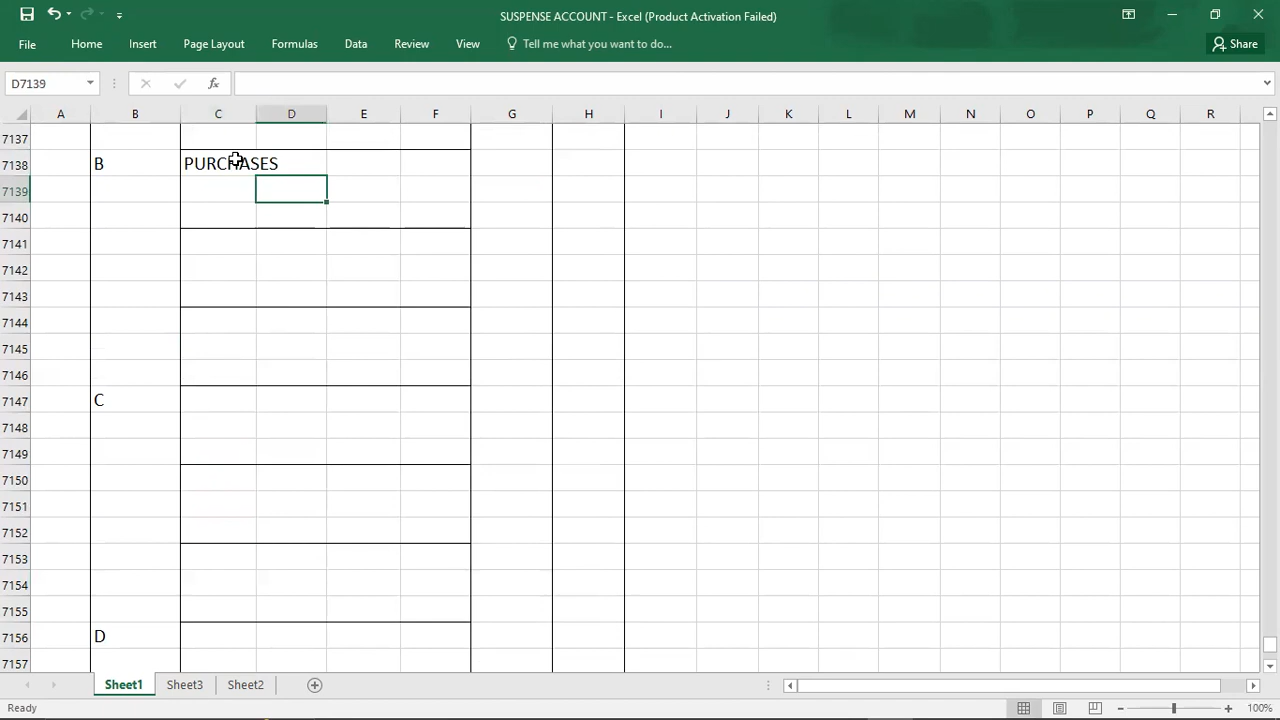 SUSPENSE ACCOUNT - Excel (Product Activation Failed)
File Home Insert Page Layout Formulas Data Review View Tell me what you want to do... Share
D7139 fx
A B C D E F G H I J K L M N O P Q R
7137
7138 B PURCHASES
7139
7140
7141
7142
7143
7144
7145
7146
7147 C
7148
7149
7150
7151
7152
7153
7154
7155
7156 D
7157
Sheet1 Sheet3 Sheet2
Ready 100%